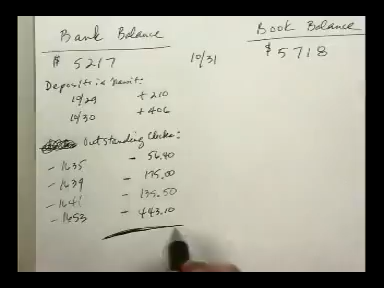 Bank Balance
Book Balance
$ 5217
10/31
$ 5718
Deposits in Transit:
10/29 + 210
10/30 + 406
Outstanding Checks:
- 1635 - 56.40
- 1639 - 175.00
- 1641 - 135.50
- 1653 - 443.10